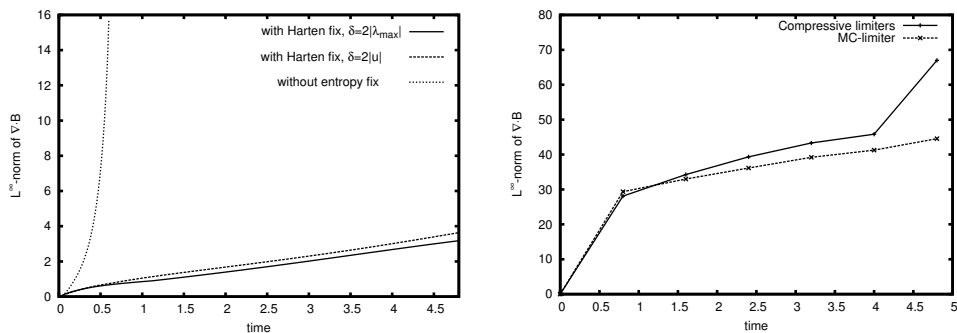 16
14
12
10
8
6
4
2
0
L∞-norm of ∇·B
with Harten fix, δ=2|λmax|
with Harten fix, δ=2|u|
without entropy fix
0 0.5 1 1.5 2 2.5 3 3.5 4 4.5
time
80
70
60
50
40
30
20
10
0
L∞-norm of ∇·B
Compressive limiters
MC-limiter
0 0.5 1 1.5 2 2.5 3 3.5 4 4.5 5
time